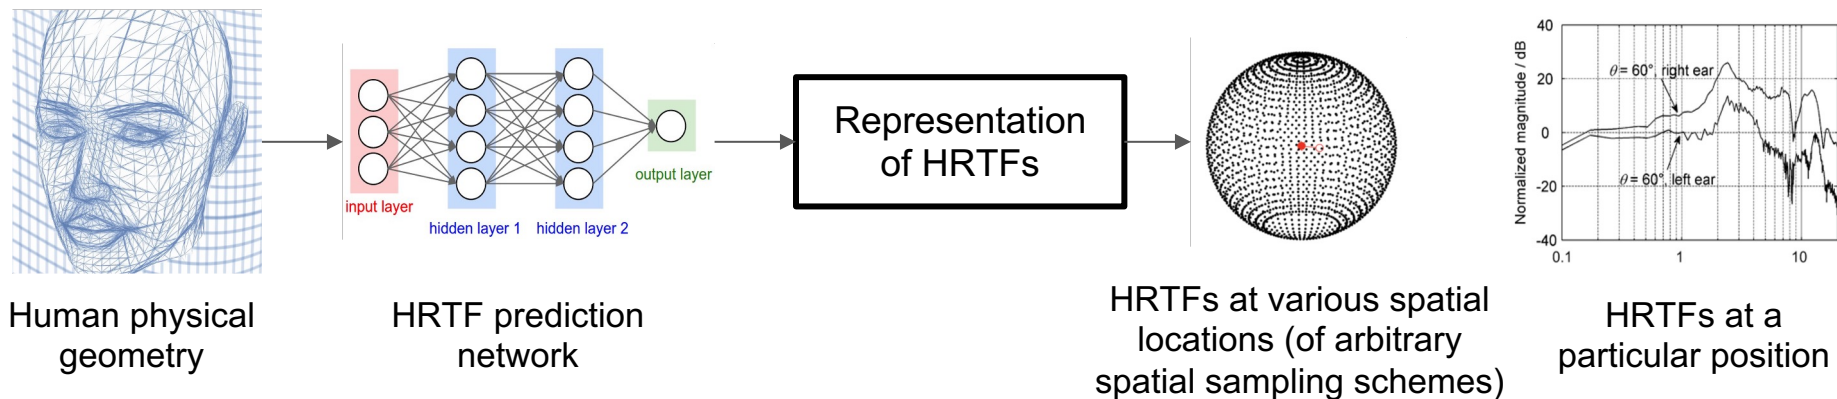 Human physical
geometry
input layer
hidden layer 1
hidden layer 2
output layer
HRTF prediction
network
Representation
of HRTFs
HRTFs at various spatial
locations (of arbitrary
spatial sampling schemes)
Normalized magnitude / dB
40
20
0
-20
-40
0.1
1
10
θ = 60°, right ear
θ = 60°, left ear
HRTFs at a
particular position